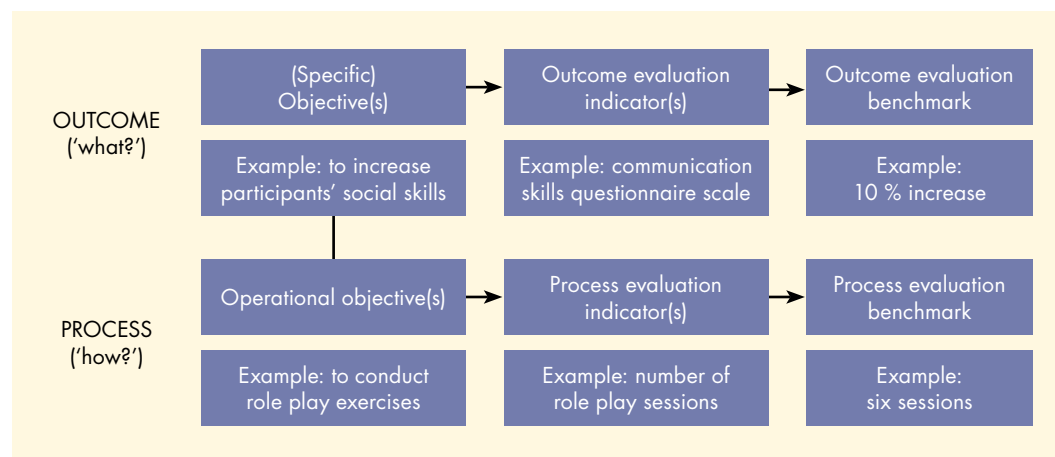 OUTCOME
('what?')
(Specific)
Objective(s)
Outcome evaluation
indicator(s)
Outcome evaluation
benchmark
Example: to increase
participants' social skills
Example: communication
skills questionnaire scale
Example:
10 % increase
PROCESS
('how?')
Operational objective(s)
Process evaluation
indicator(s)
Process evaluation
benchmark
Example: to conduct
role play exercises
Example: number of
role play sessions
Example:
six sessions